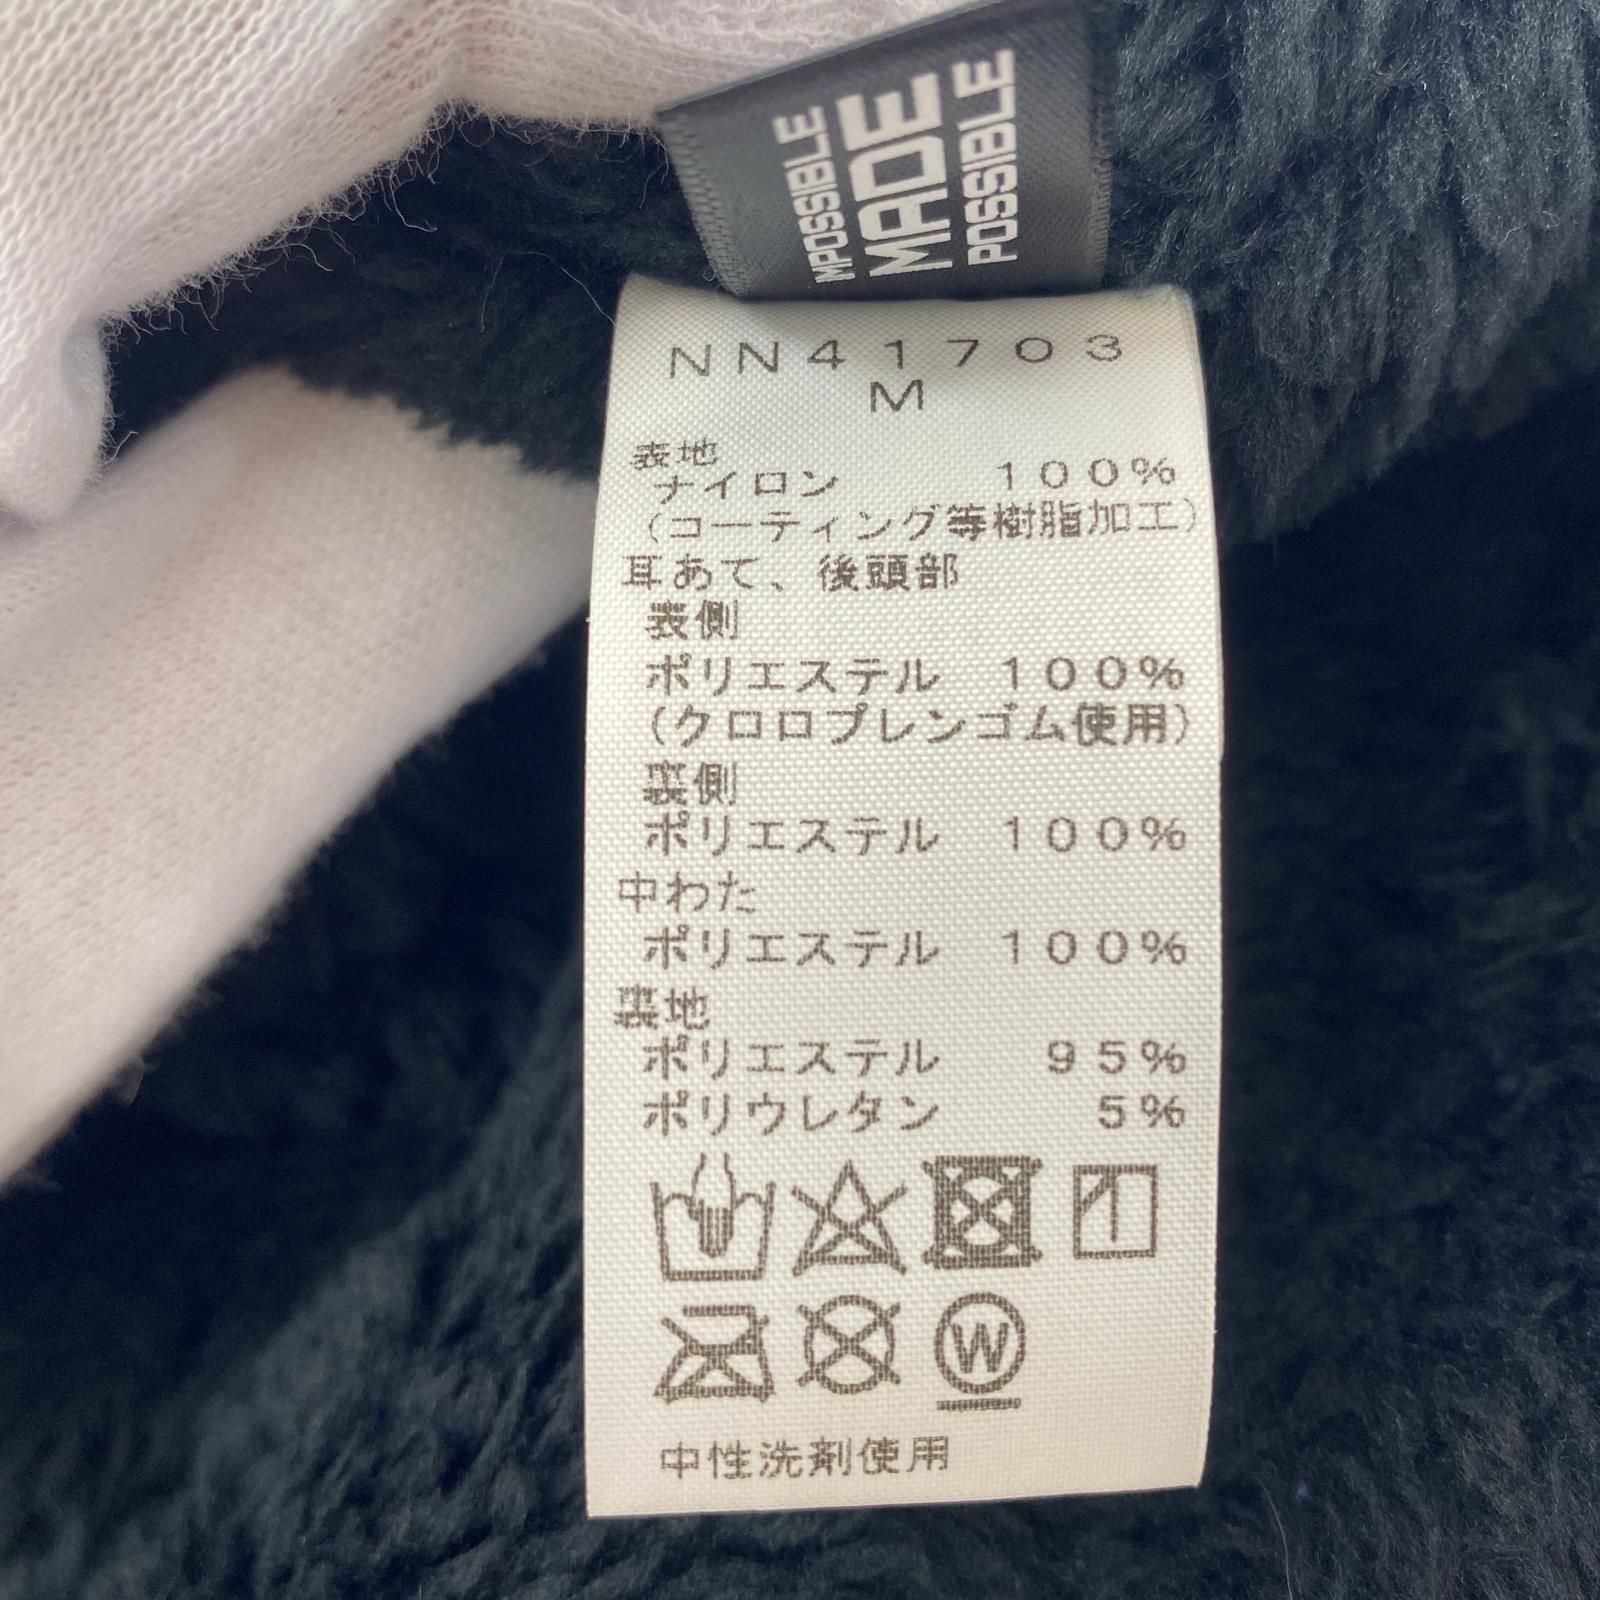 IMPOSSIBLE
MADE
POSSIBLE
NN41703
M
表地
ナイロン 100%
(コーティング等樹脂加工)
耳あて、後頭部
表側
ポリエステル 100%
(クロロプレンゴム使用)
裏側
ポリエステル 100%
中わた
ポリエステル 100%
裏地
ポリエステル 95%
ポリウレタン 5%
W
中性洗剤使用